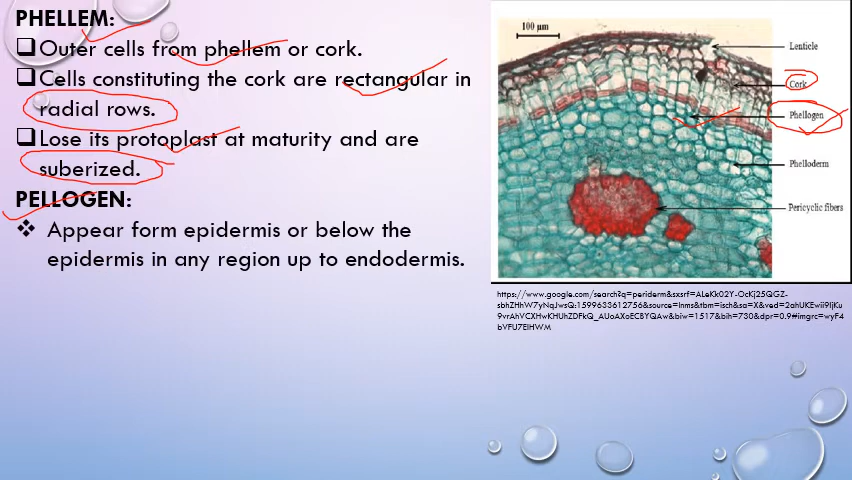 PHELLEM:
Outer cells from phellem or cork.
Cells constituting the cork are rectangular in
radial rows.
Lose its protoplast at maturity and are
suberized.
PELLOGEN:
Appear form epidermis or below the
epidermis in any region up to endodermis.
100 µm
Lenticle
Cork
Phellogen
Phelloderm
Pericyclic fibers